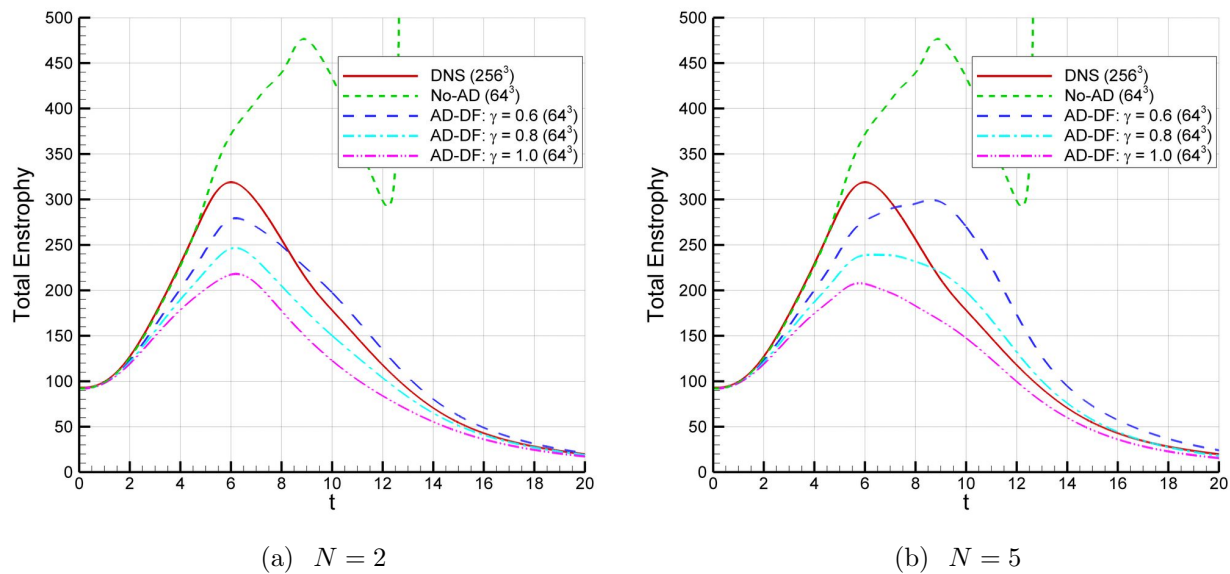 500
450
400
350
300
250
200
150
100
50
0
Total Enstrophy
DNS (256³)
No-AD (64³)
AD-DF: γ = 0.6 (64³)
AD-DF: γ = 0.8 (64³)
AD-DF: γ = 1.0 (64³)
0 2 4 6 8 10 12 14 16 18 20
t
(a) N = 2
500
450
400
350
300
250
200
150
100
50
0
Total Enstrophy
DNS (256³)
No-AD (64³)
AD-DF: γ = 0.6 (64³)
AD-DF: γ = 0.8 (64³)
AD-DF: γ = 1.0 (64³)
0 2 4 6 8 10 12 14 16 18 20
t
(b) N = 5